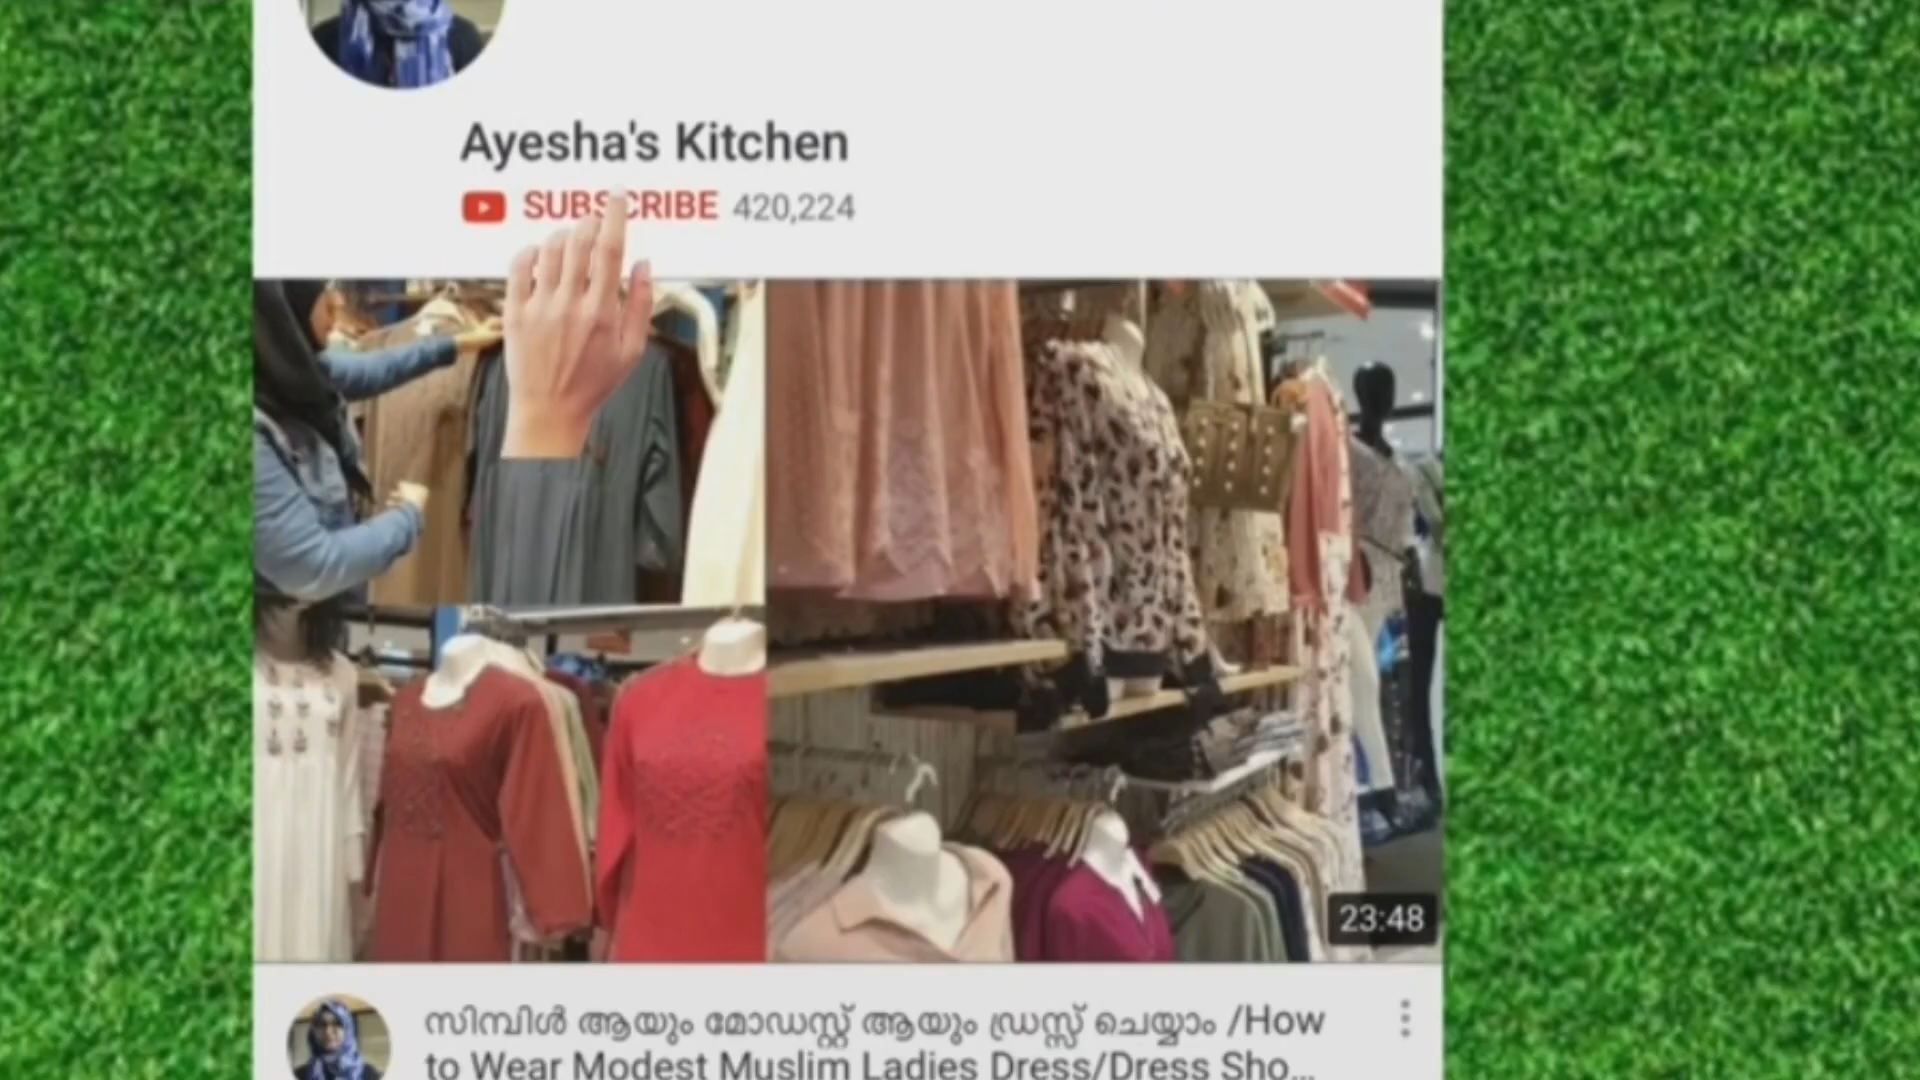 Ayesha's Kitchen
SUBSCRIBE 420,224
23:48
സിമ്പിൾ ആയും മോഡസ്റ്റ് ആയും ഡ്രസ്സ് ചെയ്യാം /How
to Wear Modest Muslim Ladies Dress/Dress Sho...